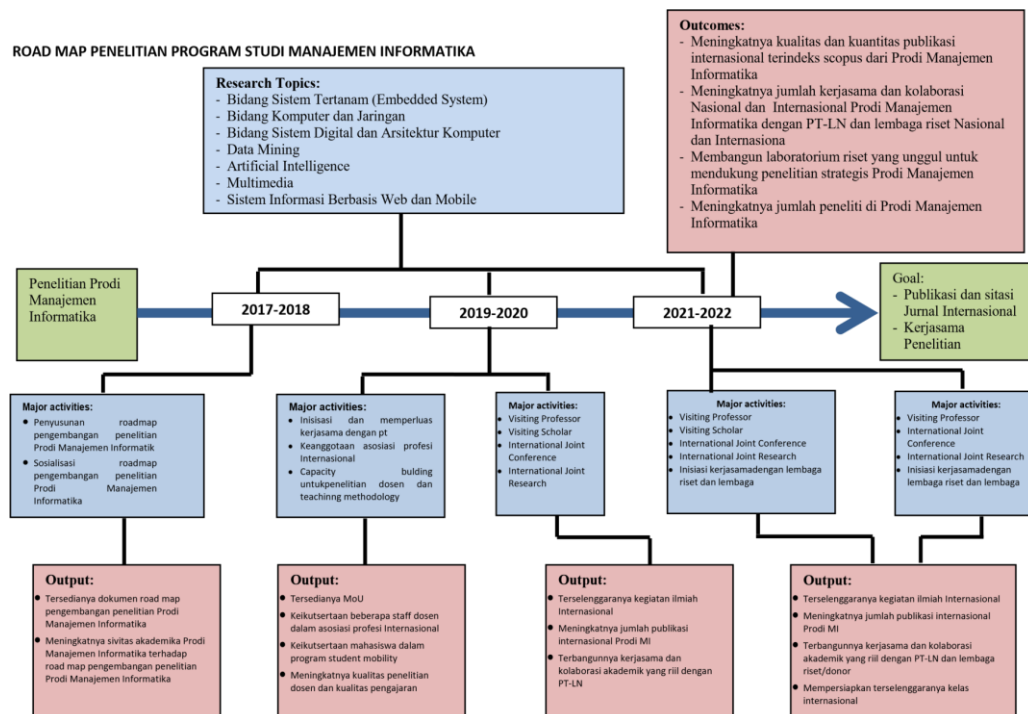 ROAD MAP PENELITIAN PROGRAM STUDI MANAJEMEN INFORMATIKA
Research Topics:
- Bidang Sistem Tertanam (Embedded System)
- Bidang Komputer dan Jaringan
- Bidang Sistem Digital dan Arsitektur Komputer
- Data Mining
- Artificial Intelligence
- Multimedia
- Sistem Informasi Berbasis Web dan Mobile
Outcomes:
- Meningkatnya kualitas dan kuantitas publikasi
internasional terindeks scopus dari Prodi Manajemen
Informatika
- Meningkatnya jumlah kerjasama dan kolaborasi
Nasional dan Internasional Prodi Manajemen
Informatika dengan PT-LN dan lembaga riset Nasional
dan Internasiona
- Membangun laboratorium riset yang unggul untuk
mendukung penelitian strategis Prodi Manajemen
Informatika
- Meningkatnya jumlah peneliti di Prodi Manajemen
Informatika
Penelitian Prodi
Manajemen
Informatika
2017-2018
2019-2020
2021-2022
Goal:
- Publikasi dan sitasi
Jurnal Internasional
- Kerjasama
Penelitian
Major activities:
• Penyusunan roadmap
pengembangan penelitian
Prodi Manajemen Informatik
• Sosialisasi roadmap
pengembangan penelitian
Prodi Manajemen
Informatika
Major activities:
• Inisisasi dan memperluas
kerjasama dengan pt
• Keanggotaan asosiasi profesi
Internasional
• Capacity bulding
untukpenelitian dosen dan
teachinng methodology
Major activities:
• Visiting Professor
• Visiting Scholar
• International Joint
Conference
• International Joint
Research
Major activities:
• Visiting Professor
• Visiting Scholar
• International Joint Conference
• International Joint Research
• Inisiasi kerjasamadengan lembaga
riset dan lembaga
Major activities:
• Visiting Professor
• International Joint
Conference
• International Joint Research
• Inisiasi kerjasamadengan
lembaga riset dan lembaga
Output:
• Tersedianya dokumen road map
pengembangan penelitian Prodi
Manajemen Informatika
• Meningkatnya sivitas akademika Prodi
Manajemen Informatika terhadap
road map pengembangan penelitian
Prodi Manajemen Informatika
Output:
• Tersedianya MoU
• Keikutsertaan beberapa staff dosen
dalam asosiasi profesi Internasional
• Keikutsertaan mahasiswa dalam
program student mobility
• Meningkatnya kualitas penelitian
dosen dan kualitas pengajaran
Output:
• Terselenggaranya kegiatan ilmiah
Internasional
• Meningkatnya jumlah publikasi
internasional Prodi MI
• Terbangunnya kerjasama dan
kolaborasi akademik yang riil dengan
PT-LN
Output:
• Terselenggaranya kegiatan ilmiah Internasional
• Meningkatnya jumlah publikasi internasional
Prodi MI
• Terbangunnya kerjasama dan kolaborasi
akademik yang riil dengan PT-LN dan lembaga
riset/donor
• Mempersiapkan terselenggaranya kelas
internasional